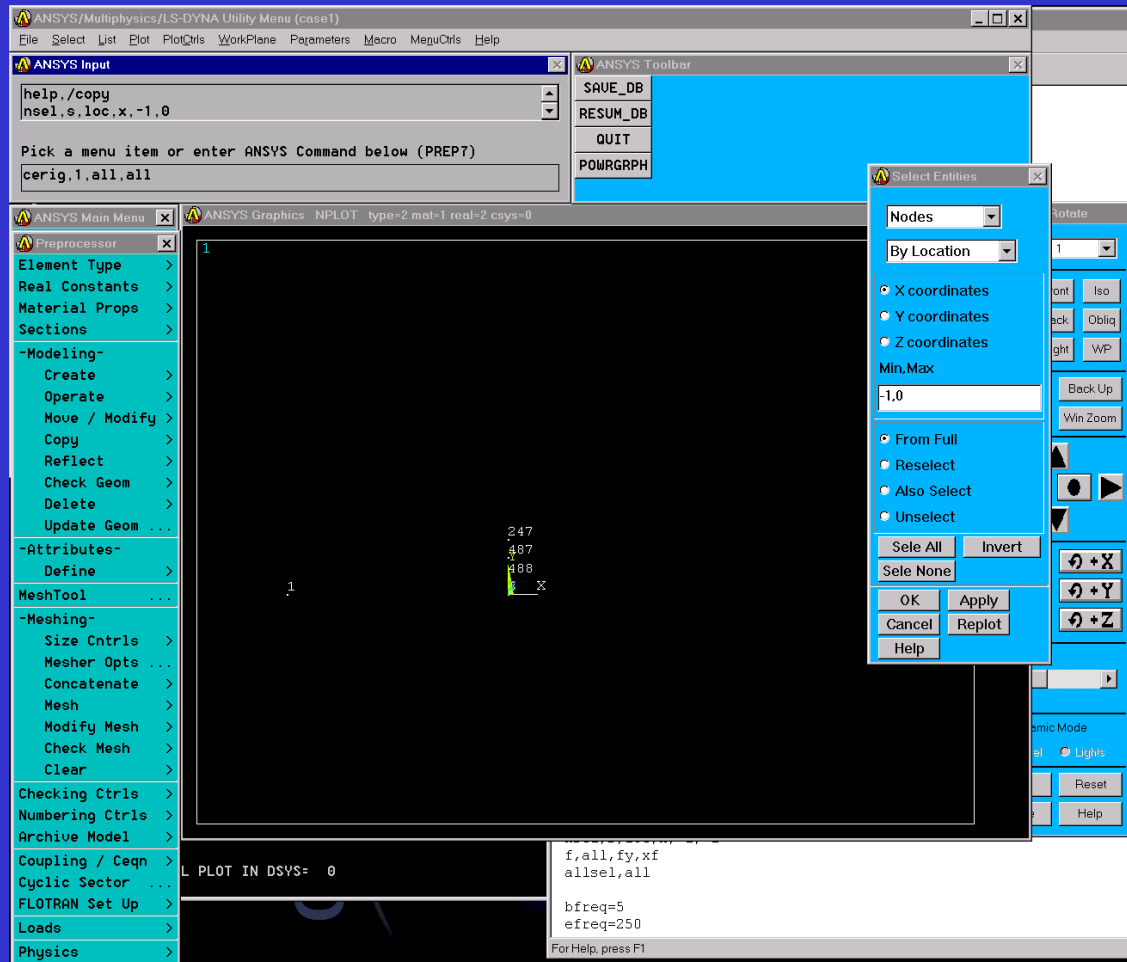 ANSYS/Multiphysics/LS-DYNA Utility Menu (case1)
File Select List Plot PlotCtrls WorkPlane Parameters Macro MenuCtrls Help
ANSYS Input
help,/copy
nsel,s,loc,x,-1,0
Pick a menu item or enter ANSYS Command below (PREP7)
cerig,1,all,all
ANSYS Toolbar
SAVE_DB
RESUM_DB
QUIT
POWRGRPH
ANSYS Main Menu
Preprocessor
Element Type >
Real Constants >
Material Props >
Sections >
-Modeling-
Create >
Operate >
Move / Modify >
Copy >
Reflect >
Check Geom >
Delete >
Update Geom ...
-Attributes-
Define >
MeshTool ...
-Meshing-
Size Cntrls >
Mesher Opts ...
Concatenate >
Mesh >
Modify Mesh >
Check Mesh >
Clear >
Checking Ctrls >
Numbering Ctrls >
Archive Model >
Coupling / Ceqn >
Cyclic Sector ...
FLOTRAN Set Up >
Loads >
Physics >
ANSYS Graphics NPLOT type=2 mat=1 real=2 csys=0
1
247
487
Y
488
1
X
Select Entities
Nodes
By Location
X coordinates
Y coordinates
Z coordinates
Min,Max
-1,0
From Full
Reselect
Also Select
Unselect
Sele All Invert
Sele None
OK Apply
Cancel Replot
Help
Rotate
1
ont Iso
ack Obliq
ght WP
Back Up
Win Zoom
+X
+Y
+Z
amic Mode
el Lights
Reset
Help
L PLOT IN DSYS= 0
f,all,fy,xf
allsel,all
bfreq=5
efreq=250
For Help, press F1